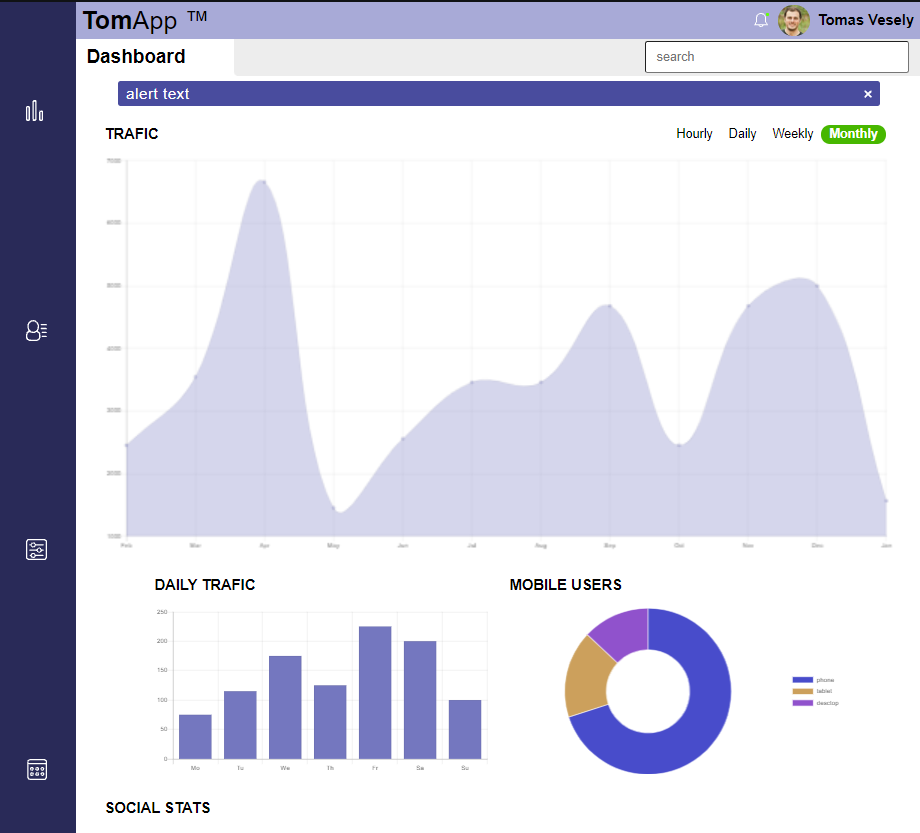 TomApp TM
Tomas Vesely
Dashboard
search
alert text ×
TRAFIC
Hourly Daily Weekly Monthly
7000
6000
5000
4000
3000
2000
1000
Feb Mar Apr May Jun Jul Aug Sep Oct Nov Dec Jan
DAILY TRAFIC
250
200
150
100
50
0
Mo Tu We Th Fr Sa Su
MOBILE USERS
phone
tablet
desctop
SOCIAL STATS